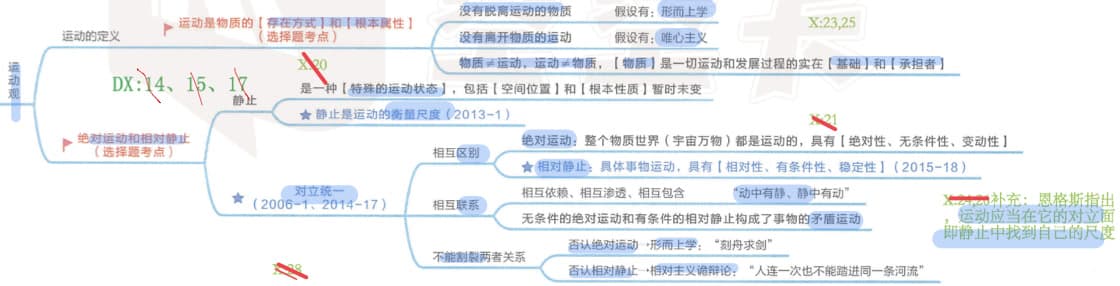 运动观
运动的定义
运动是物质的【存在方式】和【根本属性】
（选择题考点）
没有脱离运动的物质 假设有：形而上学
没有离开物质的运动 假设有：唯心主义
物质≠运动，运动≠物质，【物质】是一切运动和发展过程的实在【基础】和【承担者】
X:23,25
X:20
DX:14、15、17
绝对运动和相对静止
（选择题考点）
静止
是一种【特殊的运动状态】，包括【空间位置】和【根本性质】暂时未变
静止是运动的衡量尺度（2013-1）
对立统一
（2006-1、2014-17）
相互区别
X:21
绝对运动：整个物质世界（宇宙万物）都是运动的，具有【绝对性、无条件性、变动性】
相对静止：具体事物运动，具有【相对性、有条件性、稳定性】（2015-18）
相互联系
相互依赖、相互渗透、相互包含 “动中有静、静中有动”
无条件的绝对运动和有条件的相对静止构成了事物的矛盾运动
不能割裂两者关系
否认绝对运动→形而上学：“刻舟求剑”
否认相对静止→相对主义诡辩论：“人连一次也不能踏进同一条河流”
补充：恩格斯指出
，运动应当在它的对立面
即静止中找到自己的尺度